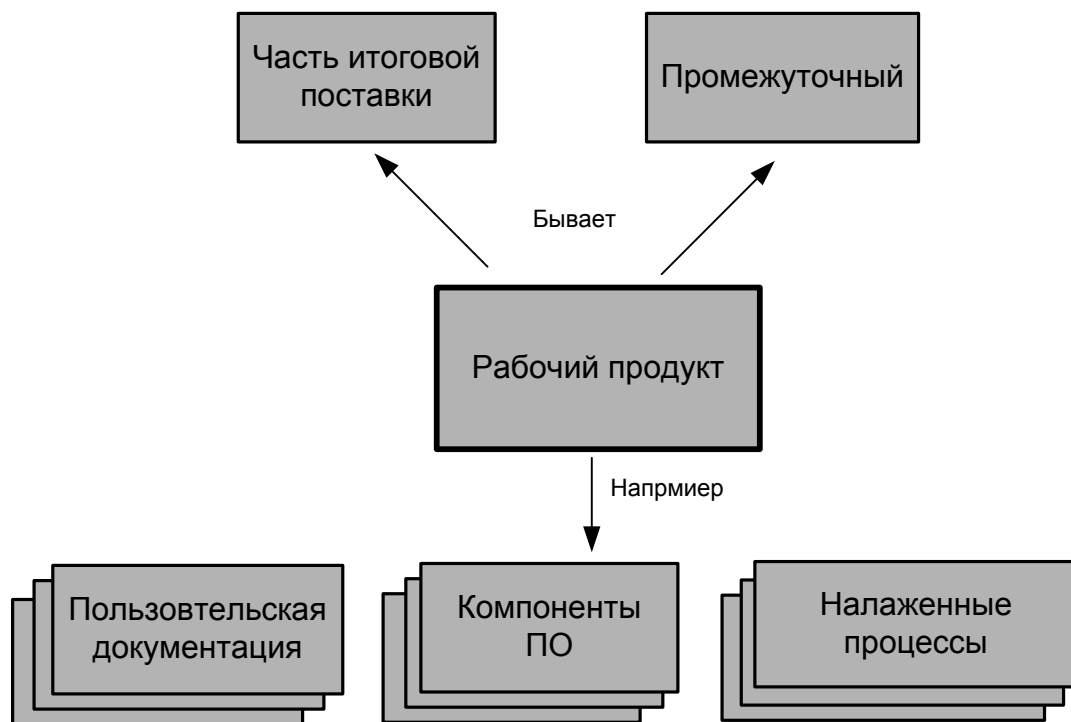 Часть итоговой
поставки
Промежуточный
Бывает
Рабочий продукт
Напрмиер
Пользовтельская
документация
Компоненты
ПО
Налаженные
процессы